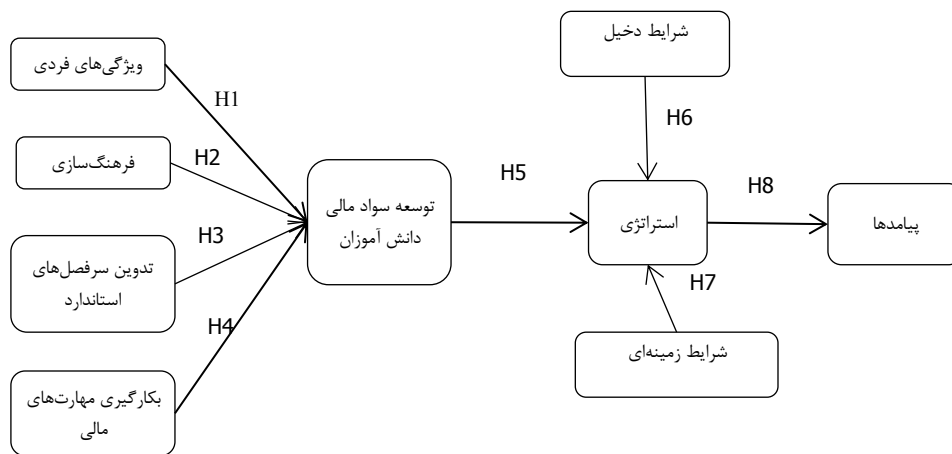 شرایط دخیل
ویژگی‌های فردی
H1
H6
فرهنگ‌سازی
H2
H5
H8
توسعه سواد مالی
دانش آموزان
استراتژی
پیامدها
H3
تدوین سرفصل‌های
استاندارد
H7
H4
شرایط زمینه‌ای
بکارگیری مهارت‌های
مالی